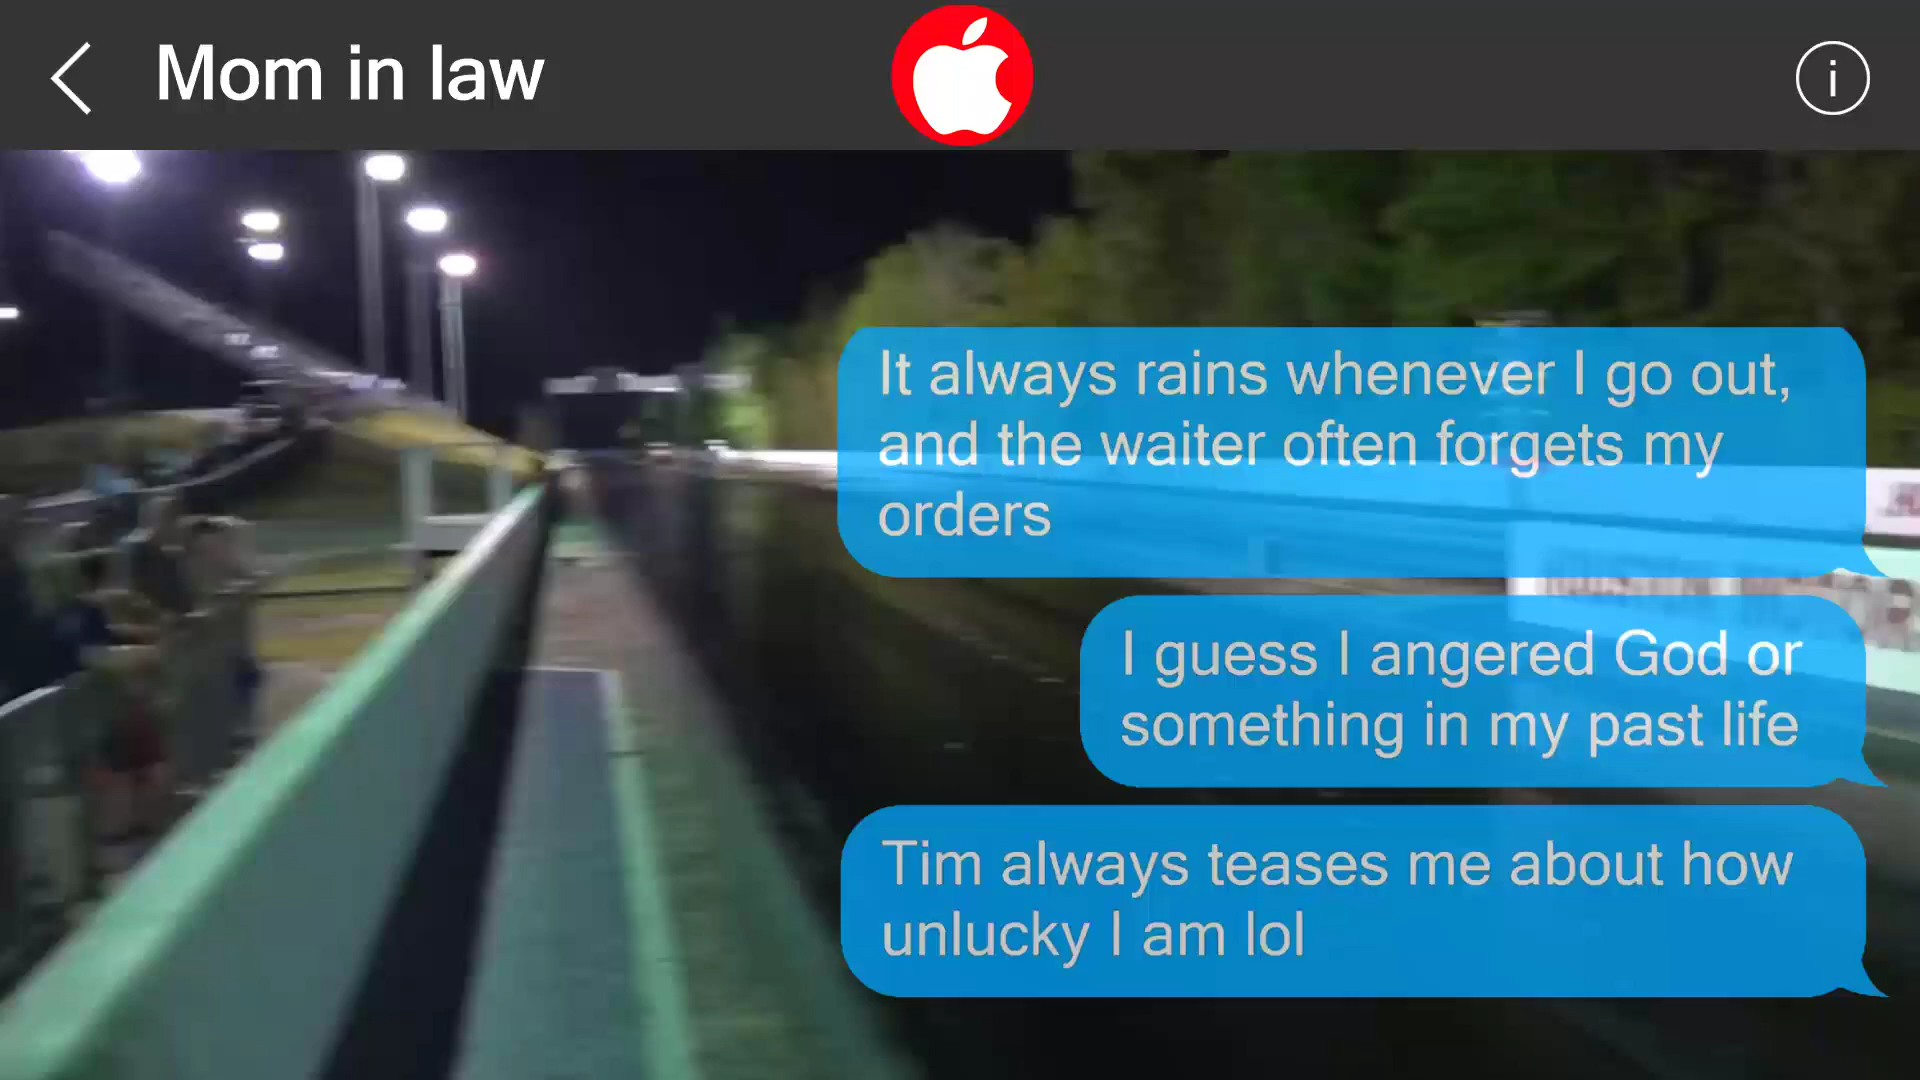 Mom in law
i
It always rains whenever I go out,
and the waiter often forgets my
orders
I guess I angered God or
something in my past life
Tim always teases me about how
unlucky I am lol